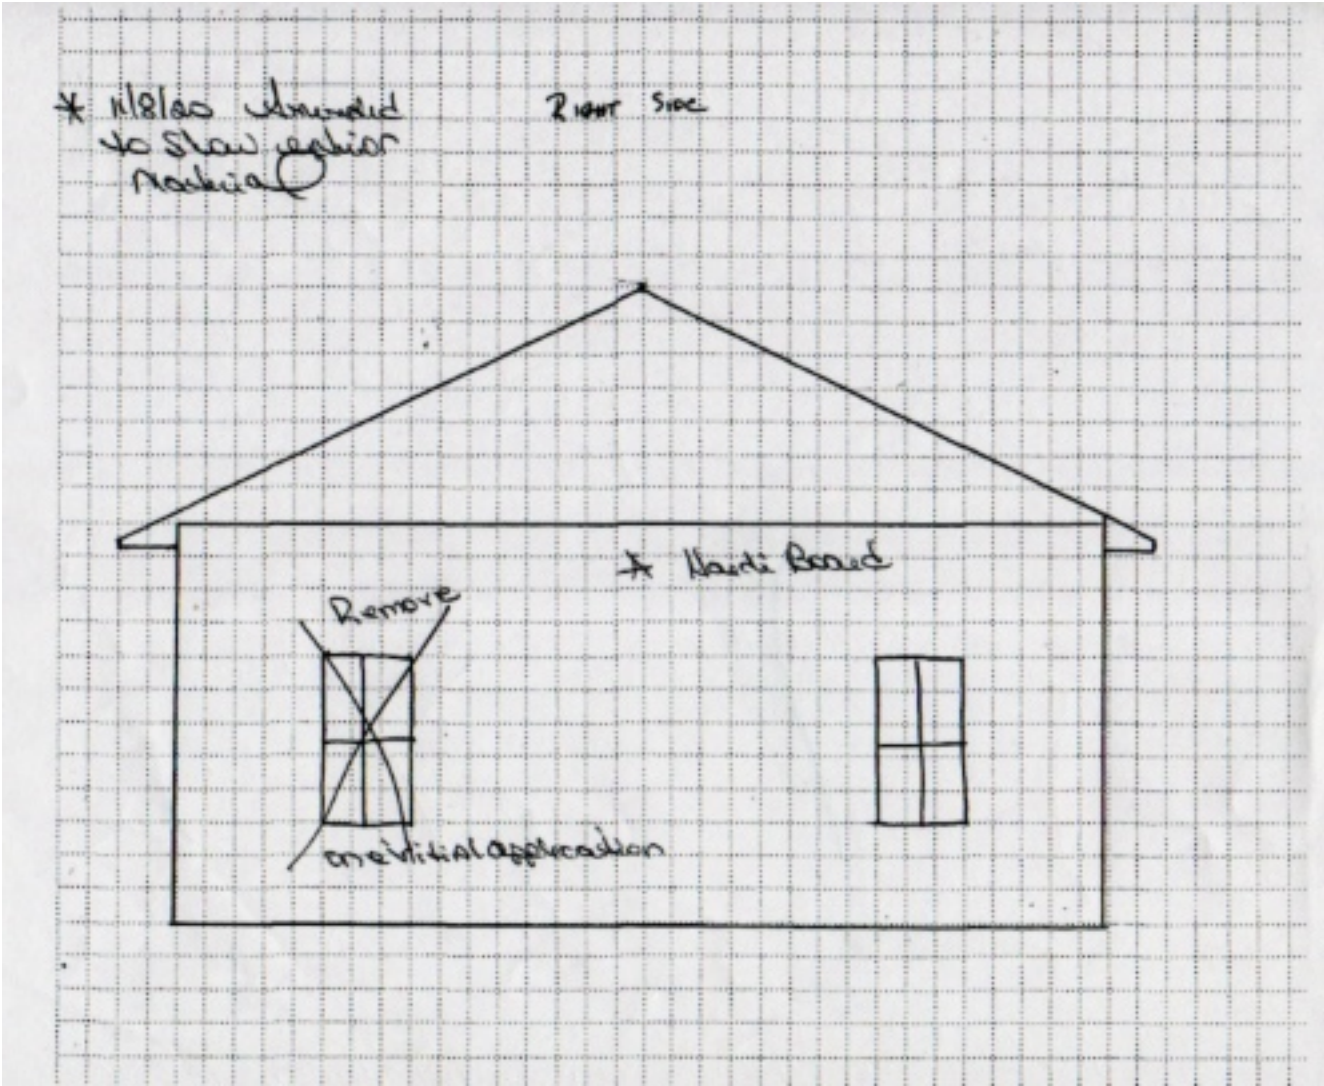 * 11/8/20 Amended
to Show exterior
Material
Right Side
* Hardi Board
Remove
on initial application